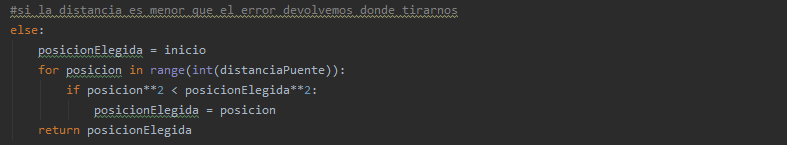 #si la distancia es menor que el error devolvemos donde tirarnos
else:
posicionElegida = inicio
for posicion in range(int(distanciaPuente)):
if posicion**2 < posicionElegida**2:
posicionElegida = posicion
return posicionElegida